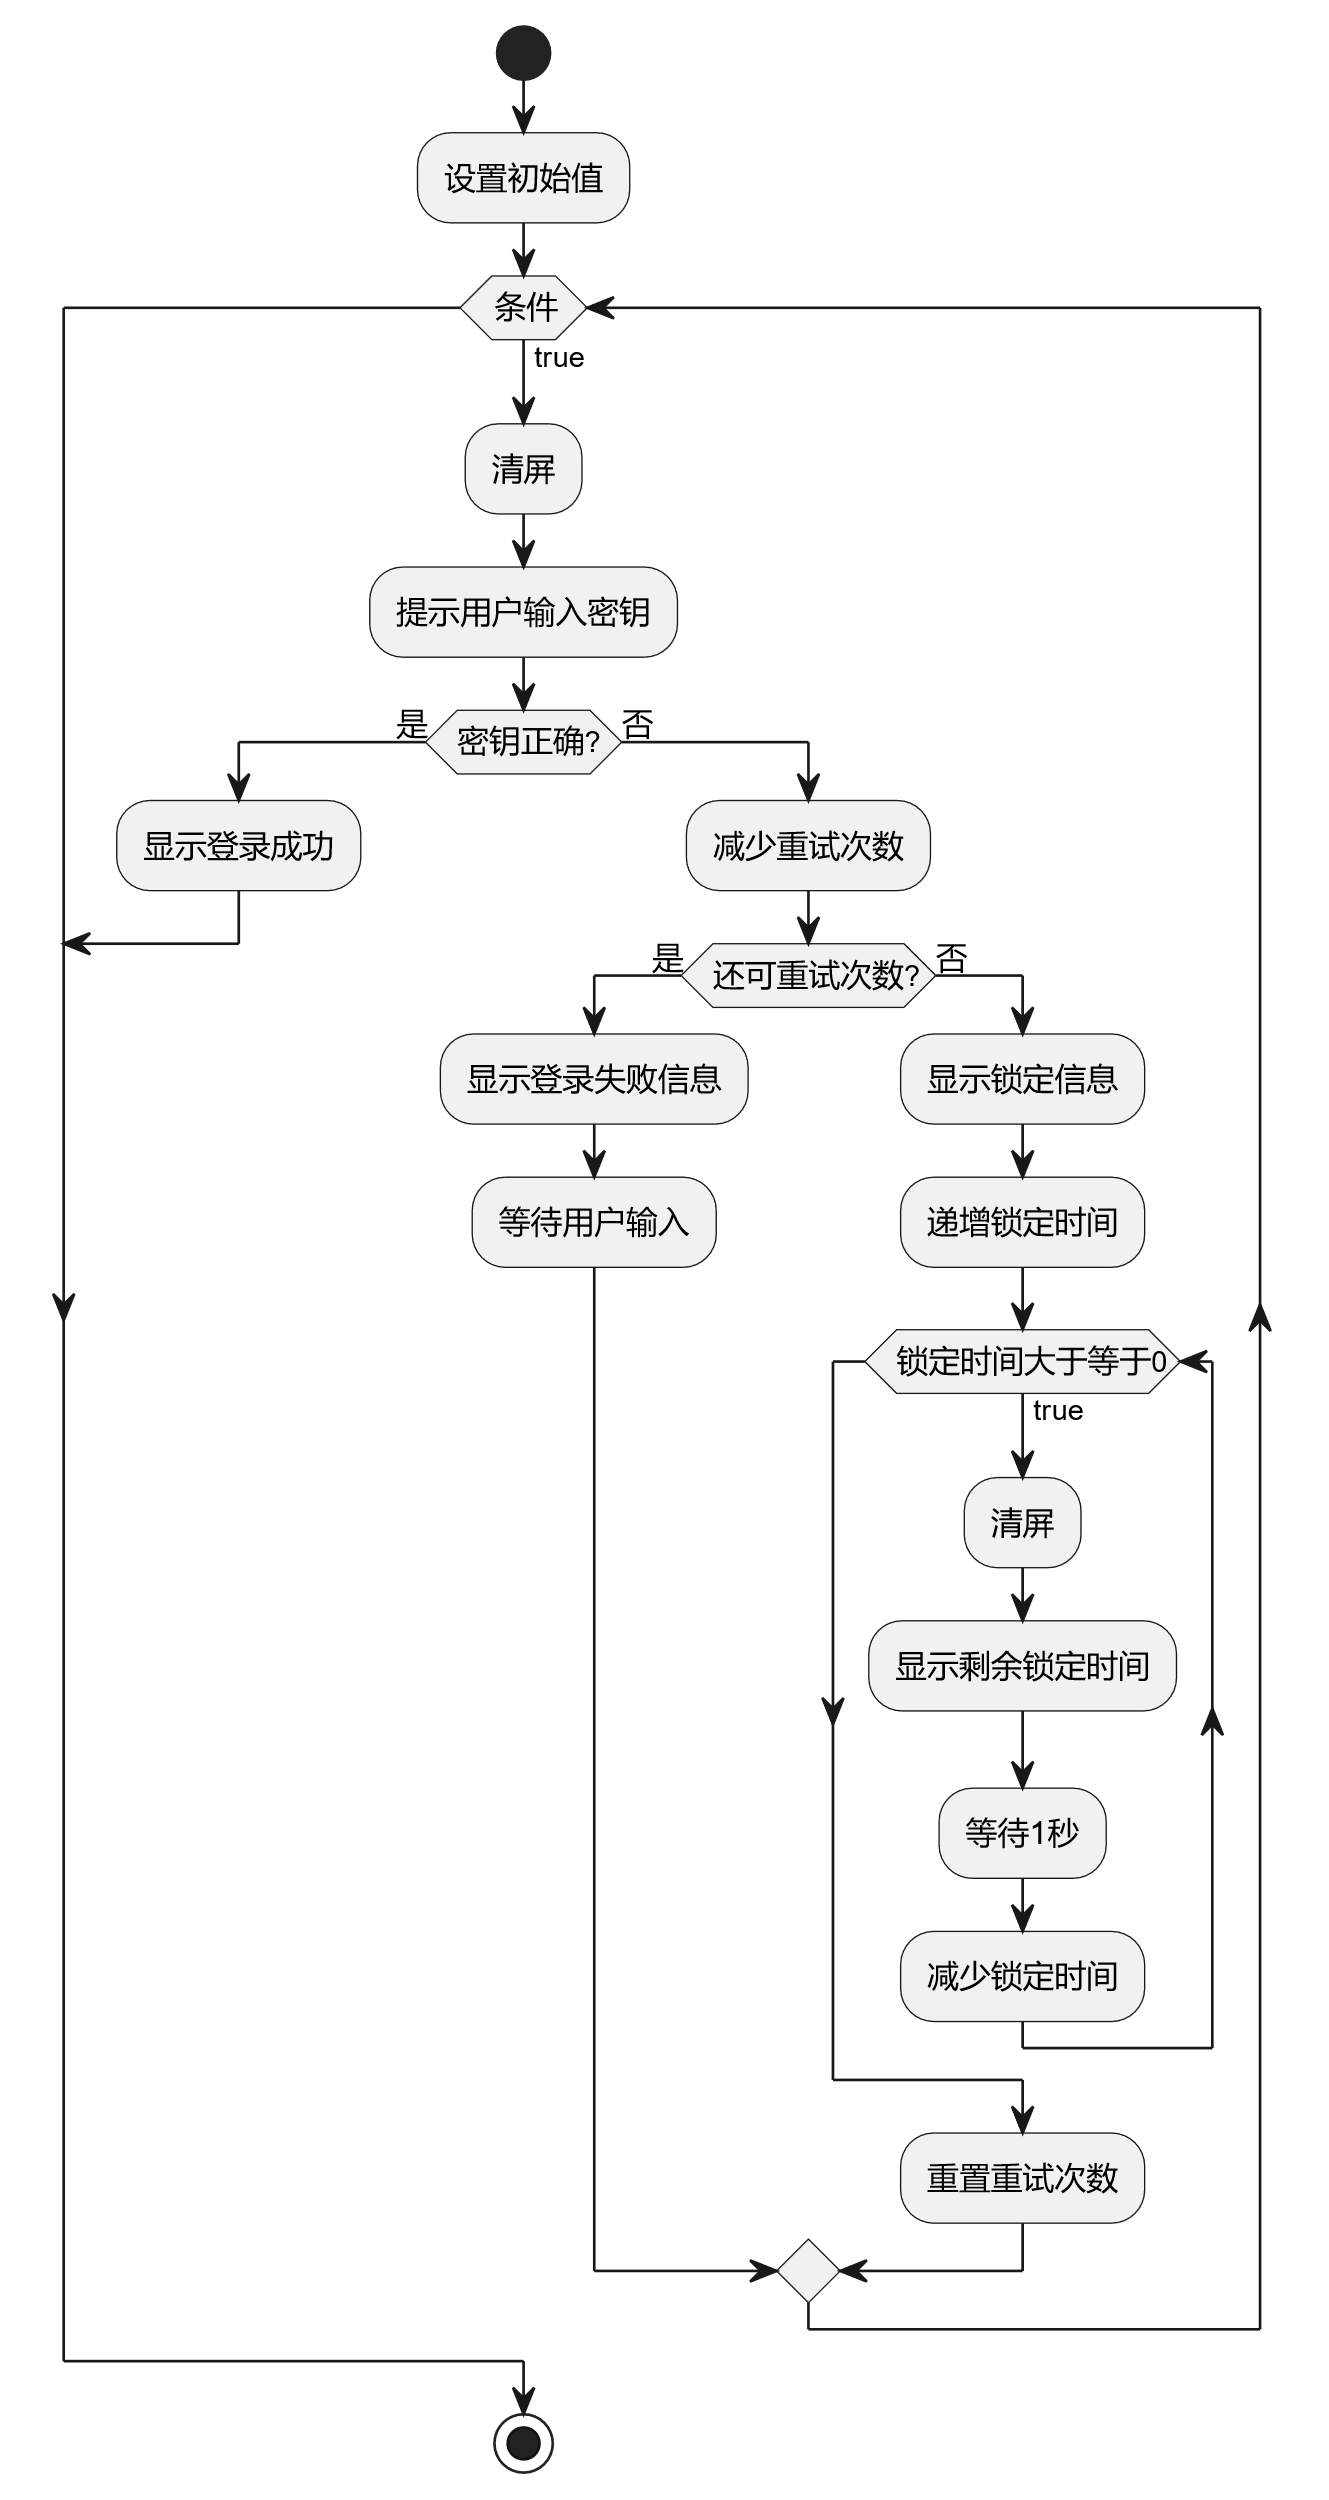 设置初始值
条件
true
清屏
提示用户输入密钥
是
密钥正确?
否
显示登录成功
减少重试次数
是
还可重试次数?
否
显示登录失败信息
显示锁定信息
等待用户输入
递增锁定时间
锁定时间大于等于0
true
清屏
显示剩余锁定时间
等待1秒
减少锁定时间
重置重试次数